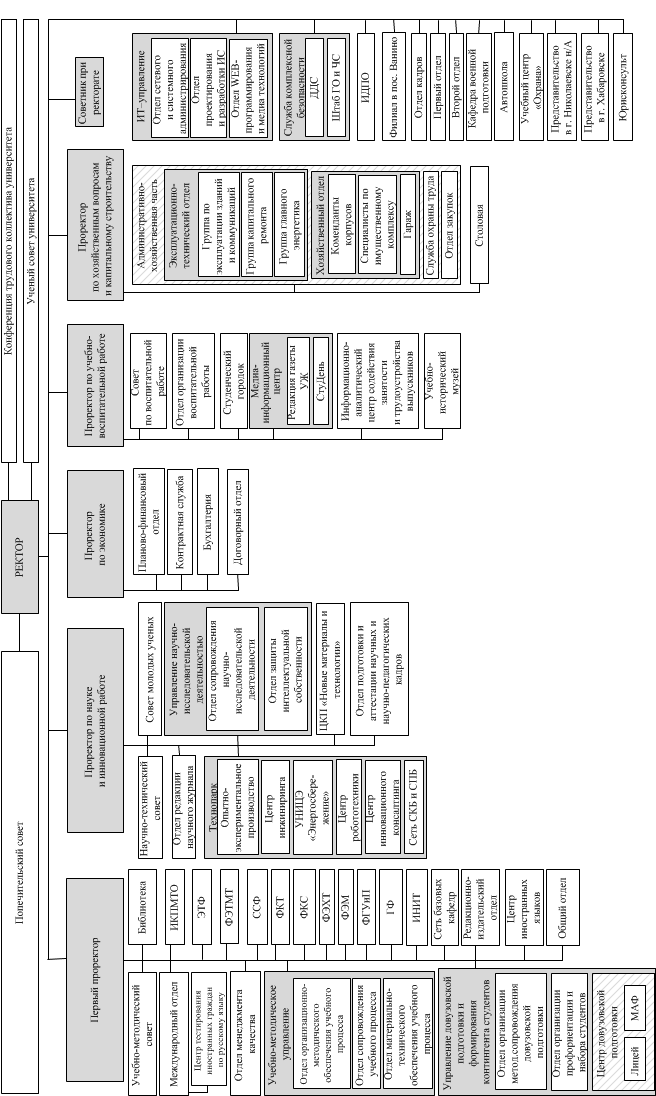 Конференция трудового коллектива университета
Ученый совет университета
Попечительский совет
РЕКТОР
Первый проректор
Учебно-методический
совет
Международный отдел
Центр тестирования
иностранных граждан
по русскому языку
Отдел менеджмента
качества
Учебно-методическое
управление
Отдел организационно-
методического
обеспечения учебного
процесса
Отдел сопровождения
учебного процесса
Отдел материально-
технического
обеспечения учебного
процесса
Управление довузовской
подготовки и
формирования
контингента студентов
Отдел организации
метод.сопровождения
довузовской
подготовки
Отдел организации
профориентации и
набора студентов
Центр довузовской
подготовки
Лицей
МАФ
Библиотека
ИКПМТО
ЭТФ
ФЭТМТ
ССФ
ФКТ
ФКС
ФЭХТ
ФЭМ
ФГУиП
ГФ
ИНИТ
Сеть базовых
кафедр
Редакционно-
издательский
отдел
Центр
иностранных
языков
Общий отдел
Проректор по науке
и инновационной работе
Научно-технический
совет
Отдел редакции
научного журнала
Технопарк
Опытно-
экспериментальное
производство
Центр
инжиниринга
УНИЦЭ
«Энергосбере-
жение»
Центр
робототехники
Центр
инновационного
консалтинга
Сеть СКБ и СПБ
Совет молодых ученых
Управление научно-
исследовательской
деятельностью
Отдел сопровождения
научно-
исследовательской
деятельности
Отдел защиты
интеллектуальной
собственности
ЦКП «Новые материалы и
технологии»
Отдел подготовки и
аттестации научных и
научно-педагогических
кадров
Проректор
по экономике
Планово-финансовый
отдел
Контрактная служба
Бухгалтерия
Договорный отдел
Проректор по учебно-
воспитательной работе
Совет
по воспитательной
работе
Отдел организации
воспитательной
работы
Студенческий
городок
Медиа-
информационный
центр
Редакция газеты
УЖ
СтуДень
Информационно-
аналитический
центр содействия
занятости
и трудоустройства
выпускников
Учебно-
исторический
музей
Проректор
по хозяйственным вопросам
и капитальному строительству
Административно-
хозяйственная часть
Эксплуатационно-
технический отдел
Группа по
эксплуатации зданий
и коммуникаций
Группа капитального
ремонта
Группа главного
энергетика
Хозяйственный отдел
Коменданты
корпусов
Специалисты по
имущественному
комплексу
Гараж
Служба охраны труда
Отдел закупок
Столовая
Советник при
ректорате
ИТ–управление
Отдел сетевого
и системного
администрирования
Отдел
проектирования
и разработки ИС
Отдел WEB-
программирования
и медиа технологий
Служба комплексной
безопасности
ДДС
Штаб ГО и ЧС
ИДПО
Филиал в пос. Ванино
Отдел кадров
Первый отдел
Второй отдел
Кафедра военной
подготовки
Автошкола
Учебный центр
«Охрана»
Представительство
в г. Николаевске н/А
Представительство
в г. Хабаровске
Юрисконсульт